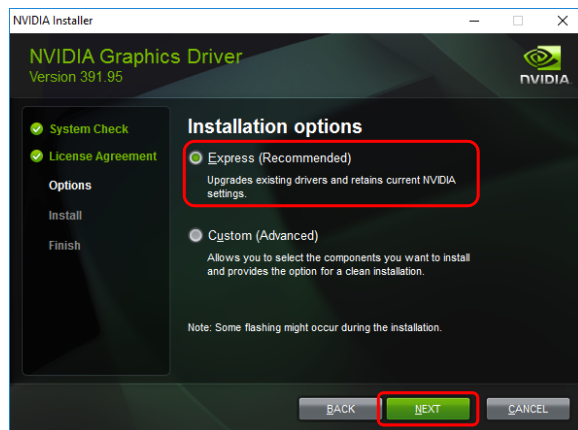 NVIDIA Installer
NVIDIA Graphics Driver
Version 391.95
NVIDIA.
System Check
License Agreement
Options
Install
Finish
Installation options
Express (Recommended)
Upgrades existing drivers and retains current NVIDIA
settings.
Custom (Advanced)
Allows you to select the components you want to install
and provides the option for a clean installation.
Note: Some flashing might occur during the installation.
BACK
NEXT
CANCEL